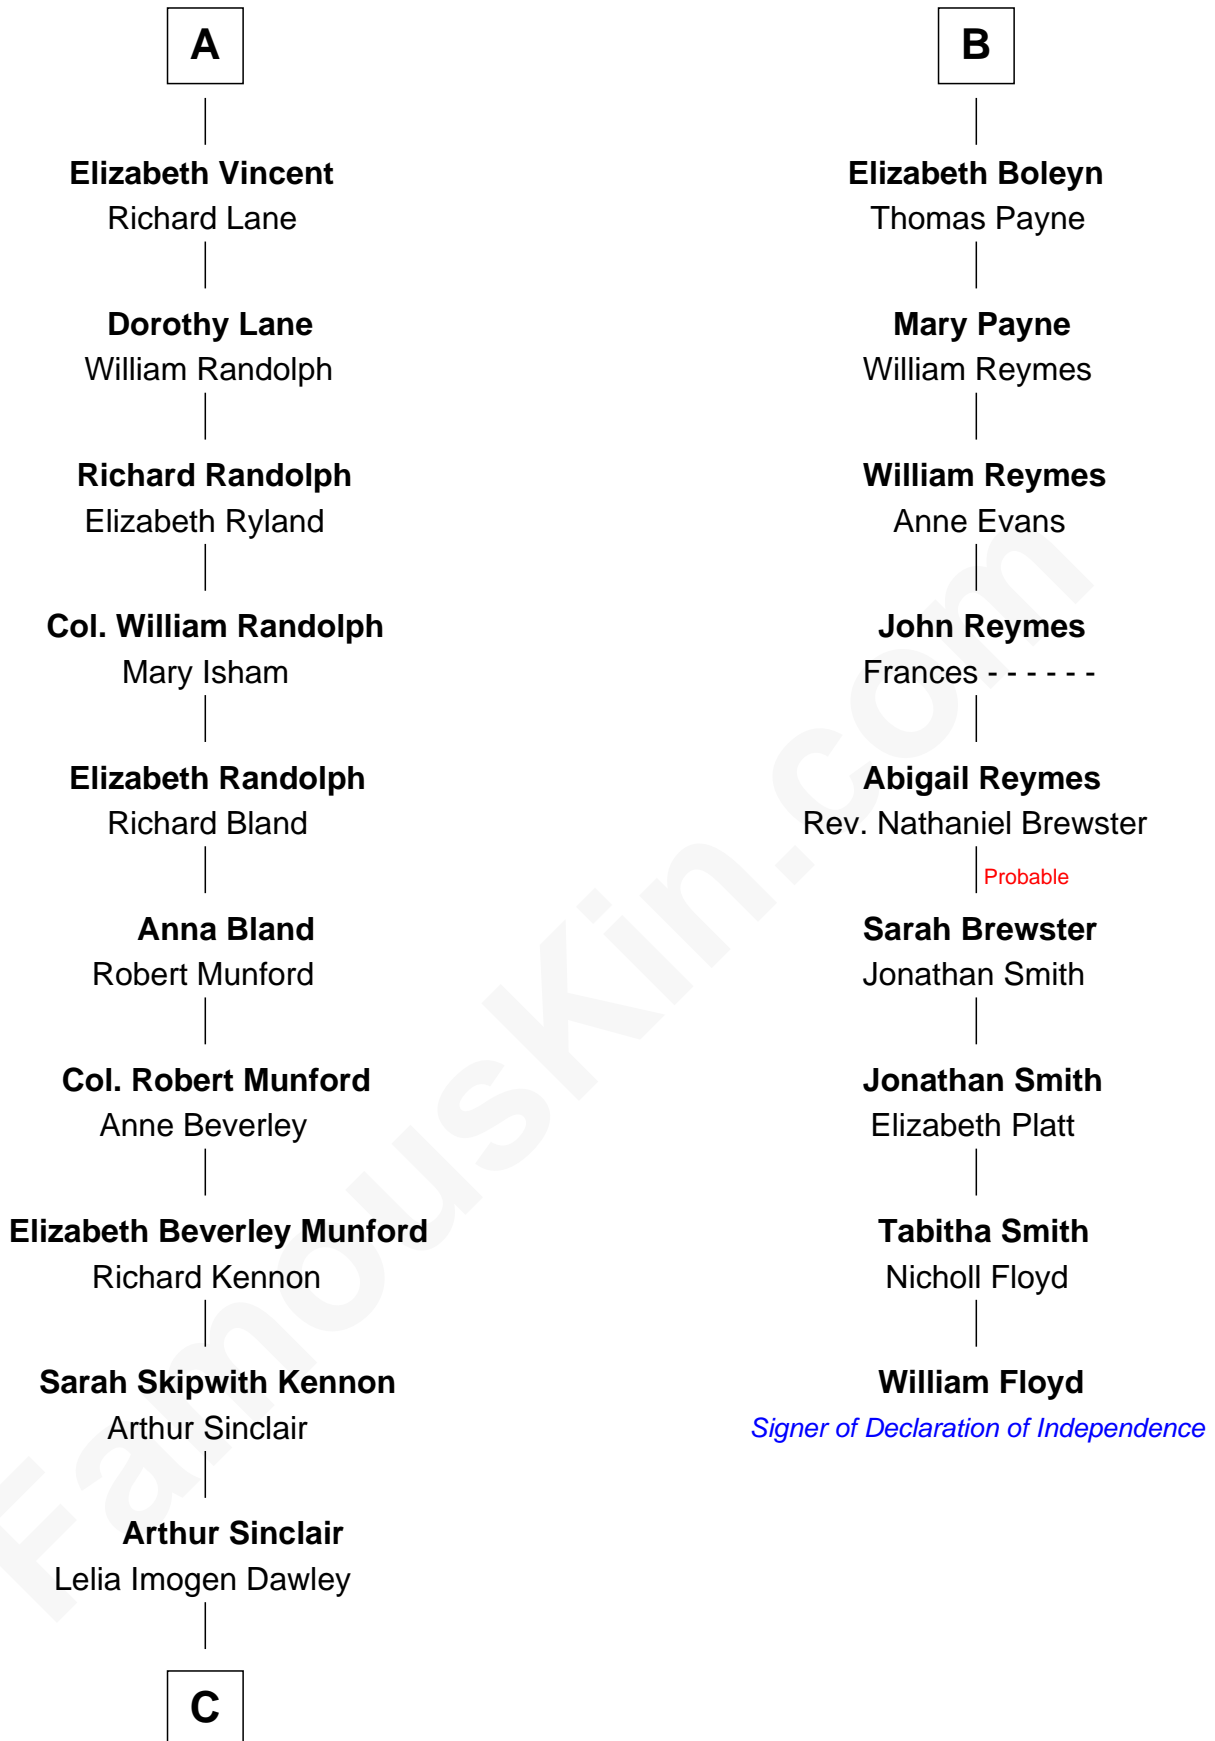 A
Elizabeth Vincent
Richard Lane
Dorothy Lane
William Randolph
Richard Randolph
Elizabeth Ryland
Col. William Randolph
Mary Isham
Elizabeth Randolph
Richard Bland
Anna Bland
Robert Munford
Col. Robert Munford
Anne Beverley
Elizabeth Beverley Munford
Richard Kennon
Sarah Skipwith Kennon
Arthur Sinclair
Arthur Sinclair
Lelia Imogen Dawley
C
B
Elizabeth Boleyn
Thomas Payne
Mary Payne
William Reymes
William Reymes
Anne Evans
John Reymes
Frances - - - - - -
Abigail Reymes
Rev. Nathaniel Brewster
Probable
Sarah Brewster
Jonathan Smith
Jonathan Smith
Elizabeth Platt
Tabitha Smith
Nicholl Floyd
William Floyd
Signer of Declaration of Independence
FamousKin.com